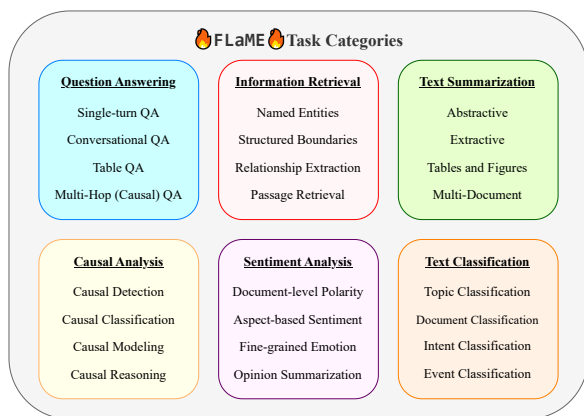 FLaME Task Categories
Question Answering
Single-turn QA
Conversational QA
Table QA
Multi-Hop (Causal) QA
Information Retrieval
Named Entities
Structured Boundaries
Relationship Extraction
Passage Retrieval
Text Summarization
Abstractive
Extractive
Tables and Figures
Multi-Document
Causal Analysis
Causal Detection
Causal Classification
Causal Modeling
Causal Reasoning
Sentiment Analysis
Document-level Polarity
Aspect-based Sentiment
Fine-grained Emotion
Opinion Summarization
Text Classification
Topic Classification
Document Classification
Intent Classification
Event Classification